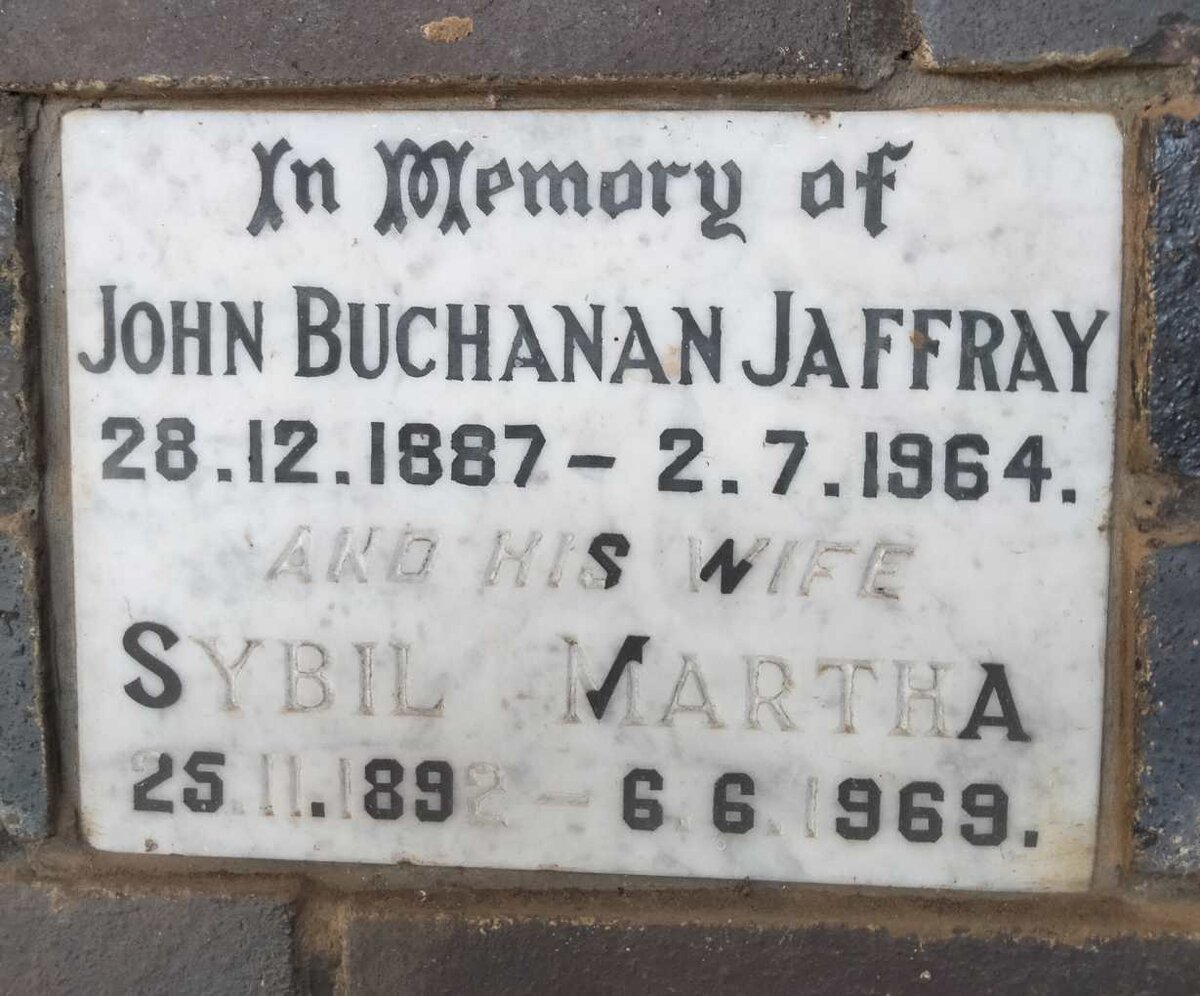 In Memory of
JOHN BUCHANAN JAFFRAY
28.12.1887 – 2.7.1964.
AND HIS WIFE
SYBIL MARTHA
25.11.1892 – 6.6.1969.